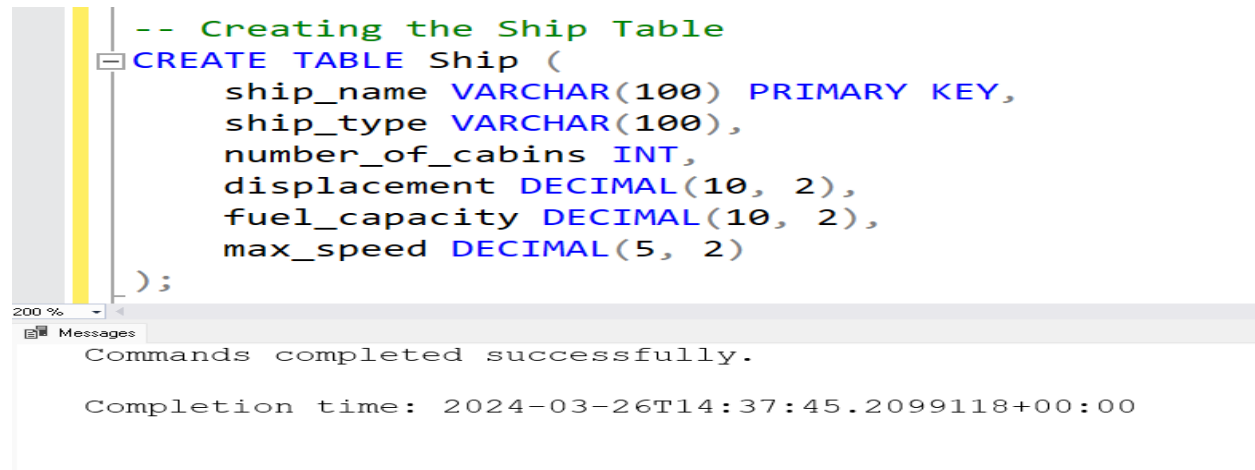 -- Creating the Ship Table
CREATE TABLE Ship (
ship_name VARCHAR(100) PRIMARY KEY,
ship_type VARCHAR(100),
number_of_cabins INT,
displacement DECIMAL(10, 2),
fuel_capacity DECIMAL(10, 2),
max_speed DECIMAL(5, 2)
);
200 %
Messages
Commands completed successfully.
Completion time: 2024-03-26T14:37:45.2099118+00:00